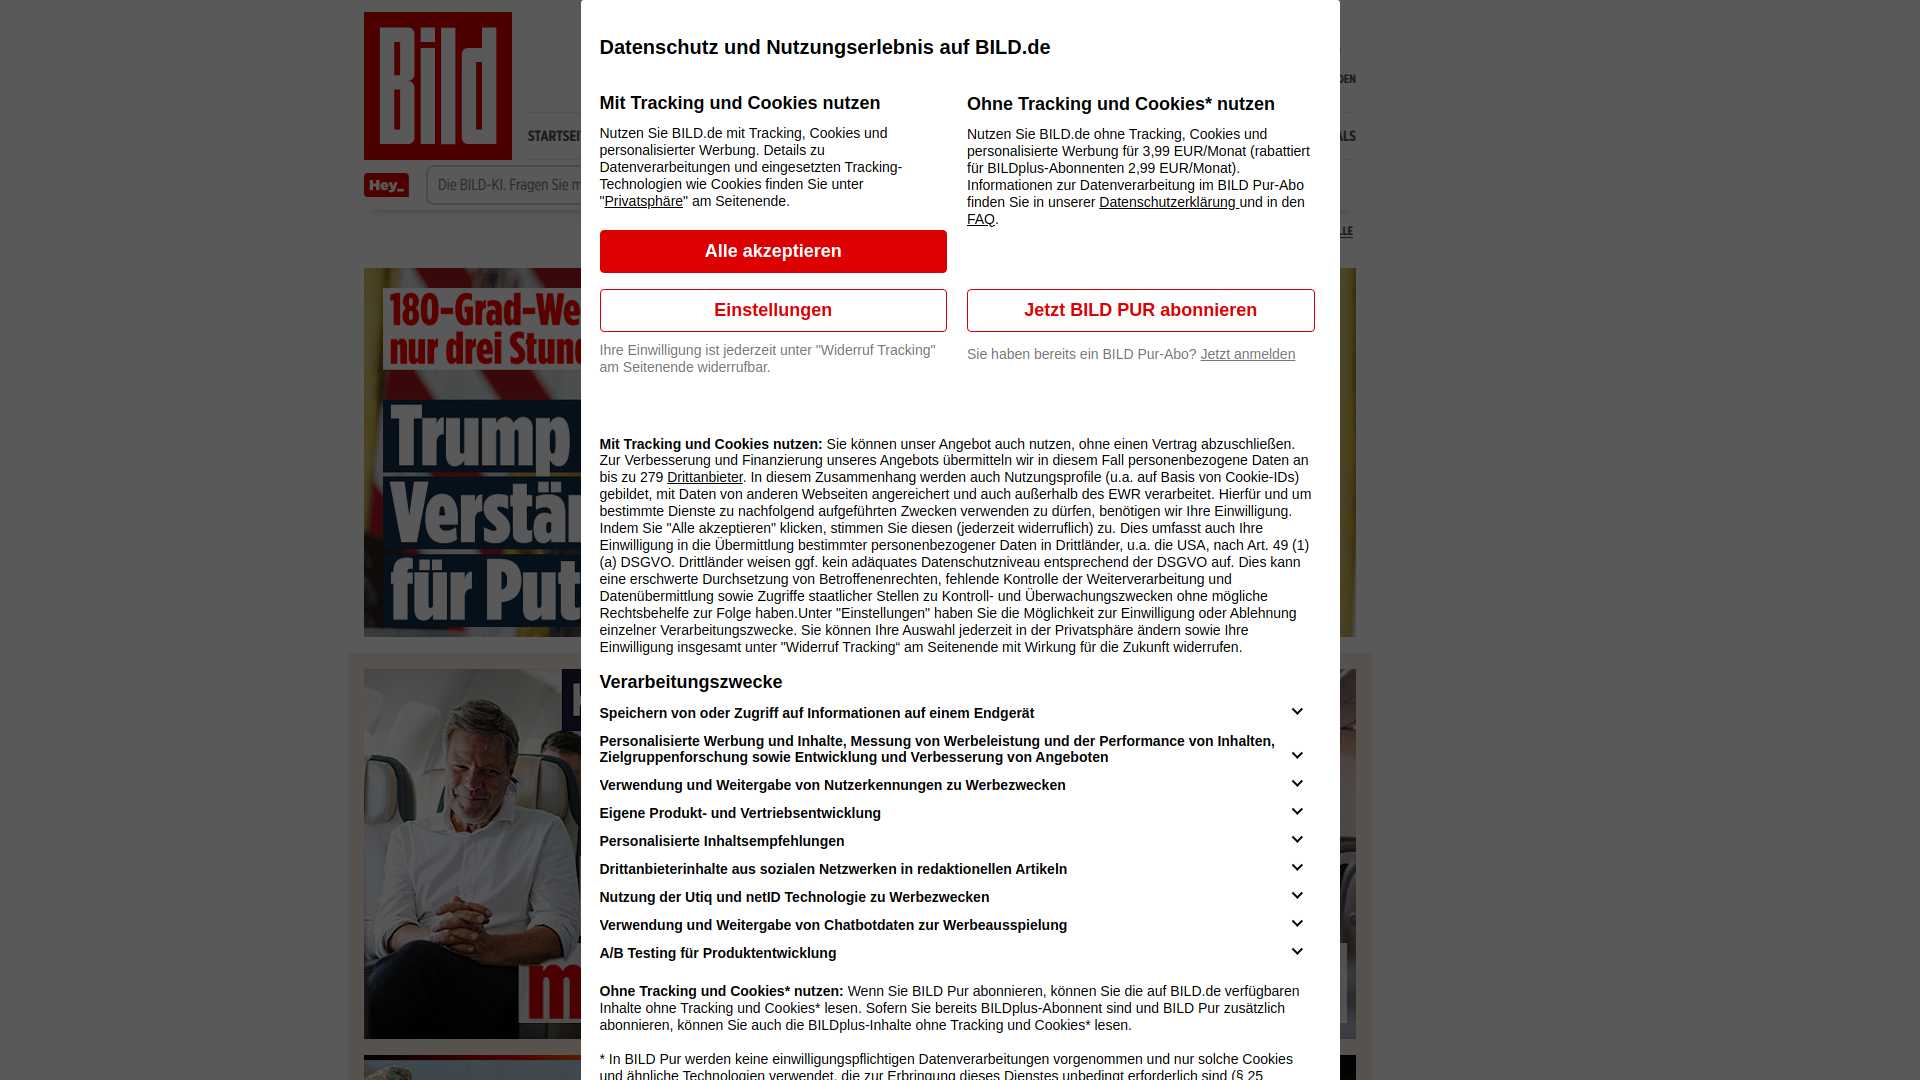 Bild
Datenschutz und Nutzungserlebnis auf BILD.de
Mit Tracking und Cookies nutzen
Nutzen Sie BILD.de mit Tracking, Cookies und
personalisierter Werbung. Details zu
Datenverarbeitungen und eingesetzten Tracking-
Technologien wie Cookies finden Sie unter
"Privatsphäre" am Seitenende.
Alle akzeptieren
Einstellungen
Ihre Einwilligung ist jederzeit unter "Widerruf Tracking"
am Seitenende widerrufbar.
Ohne Tracking und Cookies* nutzen
Nutzen Sie BILD.de ohne Tracking, Cookies und
personalisierte Werbung für 3,99 EUR/Monat (rabattiert
für BILDplus-Abonnenten 2,99 EUR/Monat).
Informationen zur Datenverarbeitung im BILD Pur-Abo
finden Sie in unserer Datenschutzerklärung und in den
FAQ.
Jetzt BILD PUR abonnieren
Sie haben bereits ein BILD Pur-Abo? Jetzt anmelden
Hey_
Die BILD-KI. Fragen Sie
180-Grad-We
nur drei Stun
Trump
Verstä
für Put
Mit Tracking und Cookies nutzen: Sie können unser Angebot auch nutzen, ohne einen Vertrag abzuschließen.
Zur Verbesserung und Finanzierung unseres Angebots übermitteln wir in diesem Fall personenbezogene Daten an
bis zu 279 Drittanbieter. In diesem Zusammenhang werden auch Nutzungsprofile (u.a. auf Basis von Cookie-IDs)
gebildet, mit Daten von anderen Webseiten angereichert und auch außerhalb des EWR verarbeitet. Hierfür und um
bestimmte Dienste zu nachfolgend aufgeführten Zwecken verwenden zu dürfen, benötigen wir Ihre Einwilligung.
Indem Sie "Alle akzeptieren" klicken, stimmen Sie diesen (jederzeit widerruflich) zu. Dies umfasst auch Ihre
Einwilligung in die Übermittlung bestimmter personenbezogener Daten in Drittländer, u.a. die USA, nach Art. 49 (1)
(a) DSGVO. Drittländer weisen ggf. kein adäquates Datenschutzniveau entsprechend der DSGVO auf. Dies kann
eine erschwerte Durchsetzung von Betroffenenrechten, fehlende Kontrolle der Weiterverarbeitung und
Datenübermittlung sowie Zugriffe staatlicher Stellen zu Kontroll- und Überwachungszwecken ohne mögliche
Rechtsbehelfe zur Folge haben.Unter "Einstellungen" haben Sie die Möglichkeit zur Einwilligung oder Ablehnung
einzelner Verarbeitungszwecke. Sie können Ihre Auswahl jederzeit in der Privatsphäre ändern sowie Ihre
Einwilligung insgesamt unter "Widerruf Tracking“ am Seitenende mit Wirkung für die Zukunft widerrufen.
Verarbeitungszwecke
Speichern von oder Zugriff auf Informationen auf einem Endgerät
Personalisierte Werbung und Inhalte, Messung von Werbeleistung und der Performance von Inhalten,
Zielgruppenforschung sowie Entwicklung und Verbesserung von Angeboten
Verwendung und Weitergabe von Nutzerkennungen zu Werbezwecken
Eigene Produkt- und Vertriebsentwicklung
Personalisierte Inhaltsempfehlungen
Drittanbieterinhalte aus sozialen Netzwerken in redaktionellen Artikeln
Nutzung der Utiq und netID Technologie zu Werbezwecken
Verwendung und Weitergabe von Chatbotdaten zur Werbeausspielung
A/B Testing für Produktentwicklung
Ohne Tracking und Cookies* nutzen: Wenn Sie BILD Pur abonnieren, können Sie die auf BILD.de verfügbaren
Inhalte ohne Tracking und Cookies* lesen. Sofern Sie bereits BILDplus-Abonnent sind und BILD Pur zusätzlich
abonnieren, können Sie auch die BILDplus-Inhalte ohne Tracking und Cookies* lesen.
* In BILD Pur werden keine einwilligungspflichtigen Datenverarbeitungen vorgenommen und nur solche Cookies
und ähnliche Technologien verwendet, die zur Erbringung dieses Dienstes unbedingt erforderlich sind (§ 25